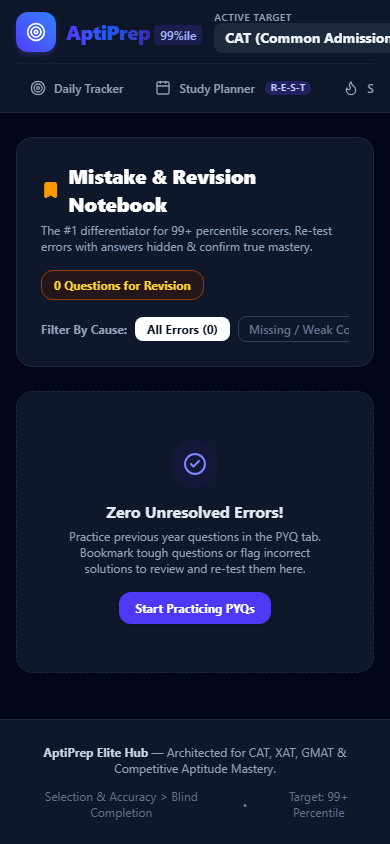 AptiPrep 99%ile
ACTIVE TARGET
CAT (Common Admission
Daily Tracker
Study Planner R-E-S-T
S
Mistake & Revision
Notebook
The #1 differentiator for 99+ percentile scorers. Re-test
errors with answers hidden & confirm true mastery.
0 Questions for Revision
Filter By Cause: All Errors (0) Missing / Weak Co
Zero Unresolved Errors!
Practice previous year questions in the PYQ tab.
Bookmark tough questions or flag incorrect
solutions to review and re-test them here.
Start Practicing PYQs
AptiPrep Elite Hub — Architected for CAT, XAT, GMAT &
Competitive Aptitude Mastery.
Selection & Accuracy > Blind
Completion
•
Target: 99+
Percentile